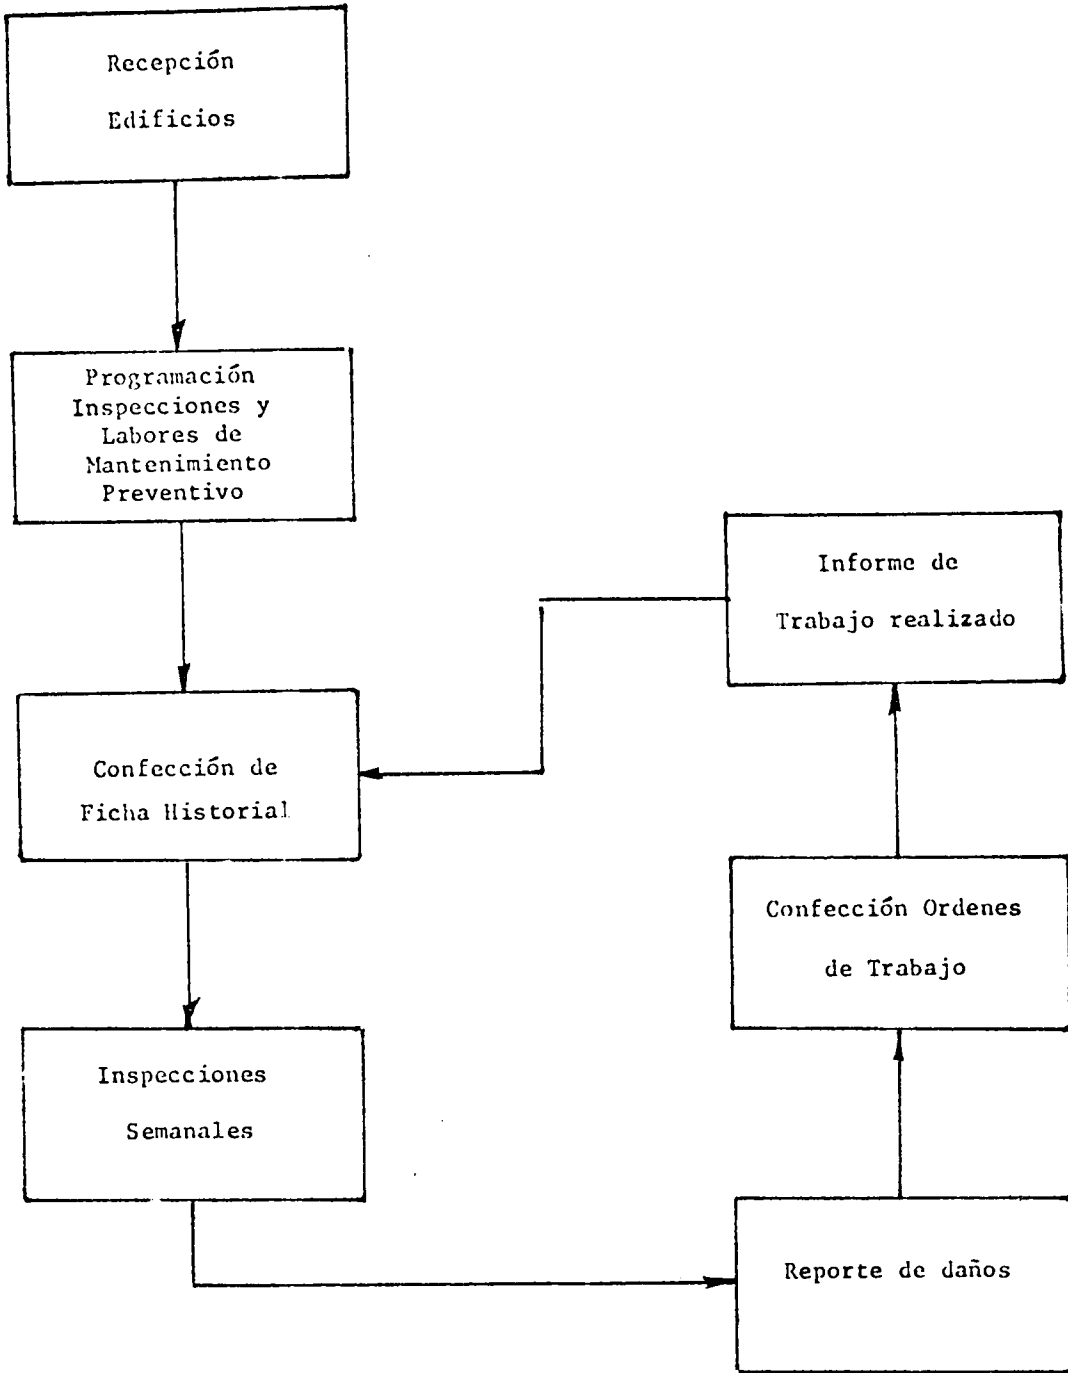 Recepción
Edificios
Programación
Inspecciones y
Labores de
Mantenimiento
Preventivo
Confección de
Ficha Historial
Inspecciones
Semanales
Informe de
Trabajo realizado
Confección Ordenes
de Trabajo
Reporte de daños